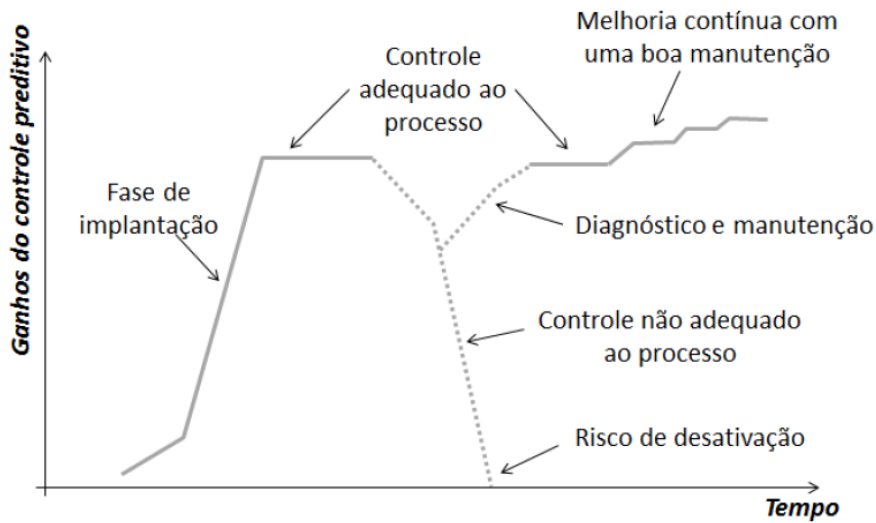 Melhoria contínua com
uma boa manutenção
Controle
adequado ao
processo
Fase de
implantação
Diagnóstico e manutenção
Controle não adequado
ao processo
Risco de desativação
Ganhos do controle preditivo
Tempo